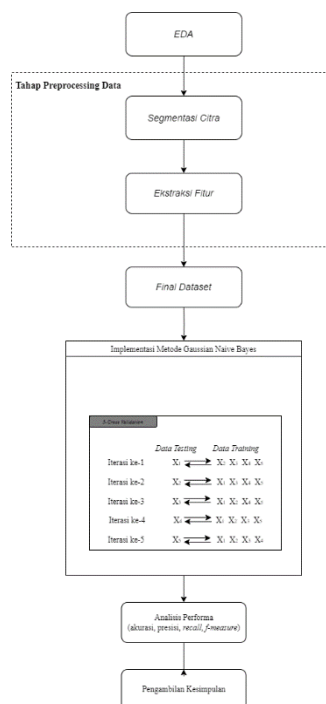 EDA
Tahap Preprocessing Data
Segmentasi Citra
Ekstraksi Fitur
Final Dataset
Implementasi Metode Gaussian Naive Bayes
Data Testing Data Training
Iterasi ke-1 X1 X2 X3 X4 X5
Iterasi ke-2 X2 X1 X3 X4 X5
Iterasi ke-3 X3 X1 X2 X4 X5
Iterasi ke-4 X4 X1 X2 X3 X5
Iterasi ke-5 X5 X1 X2 X3 X4
Analisis Performa
(akurasi, presisi, recall, f-measure)
Pengambilan Kesimpulan